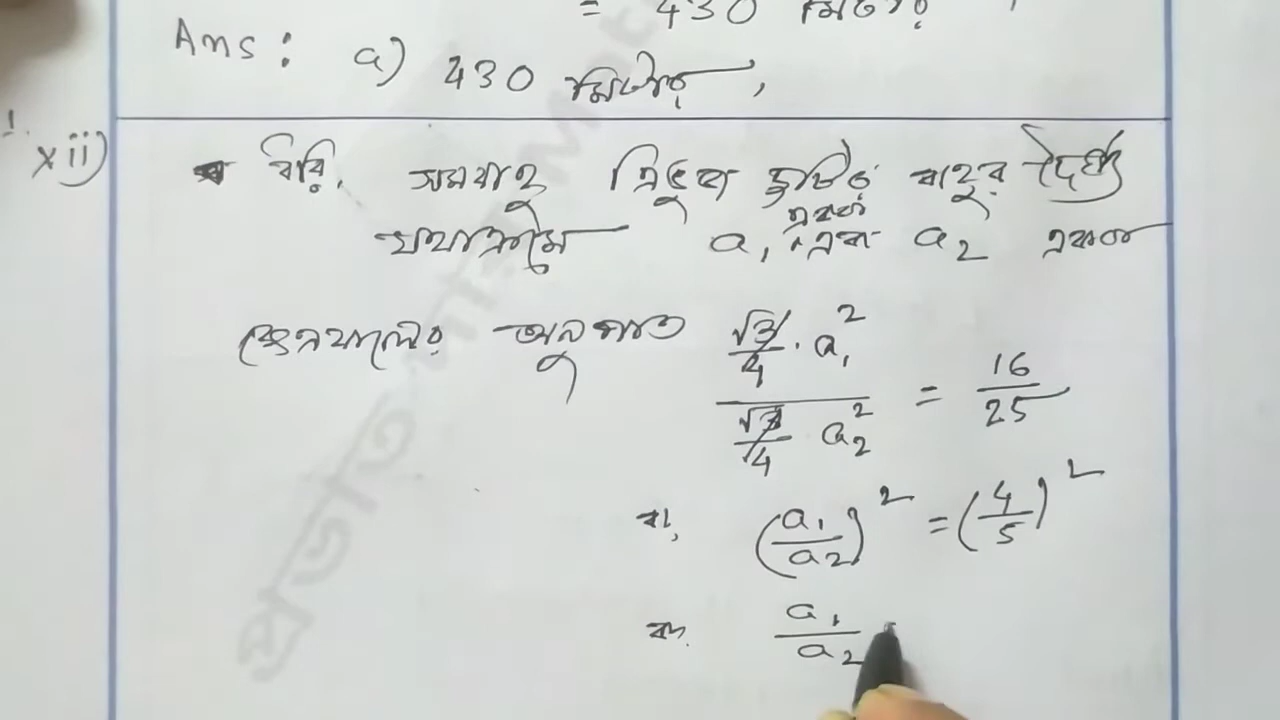 = 430 মিটার
Ans: a) 430 মিটার,
xii) ধরি, সমবাহু ত্রিভুজ দুটির বাহুর দৈর্ঘ্য
একক
যথাক্রমে a₁ এবং a₂ একক
ক্ষেত্রফলের অনুপাত
√3/4 · a₁² / √3/4 a₂² = 16/25
বা, (a₁/a₂)² = (4/5)²
বা, a₁/a₂